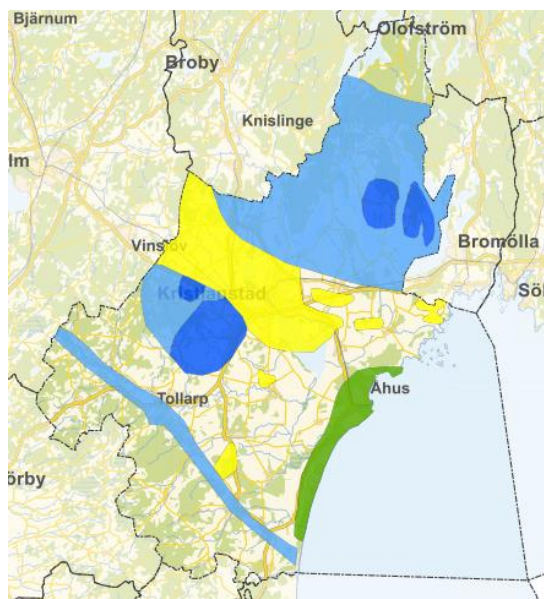 Bjärnum
Olofström
Broby
Knislinge
lm
Vinslöv
Bromölla
Kristianstad
Söl
Åhus
Tollarp
örby